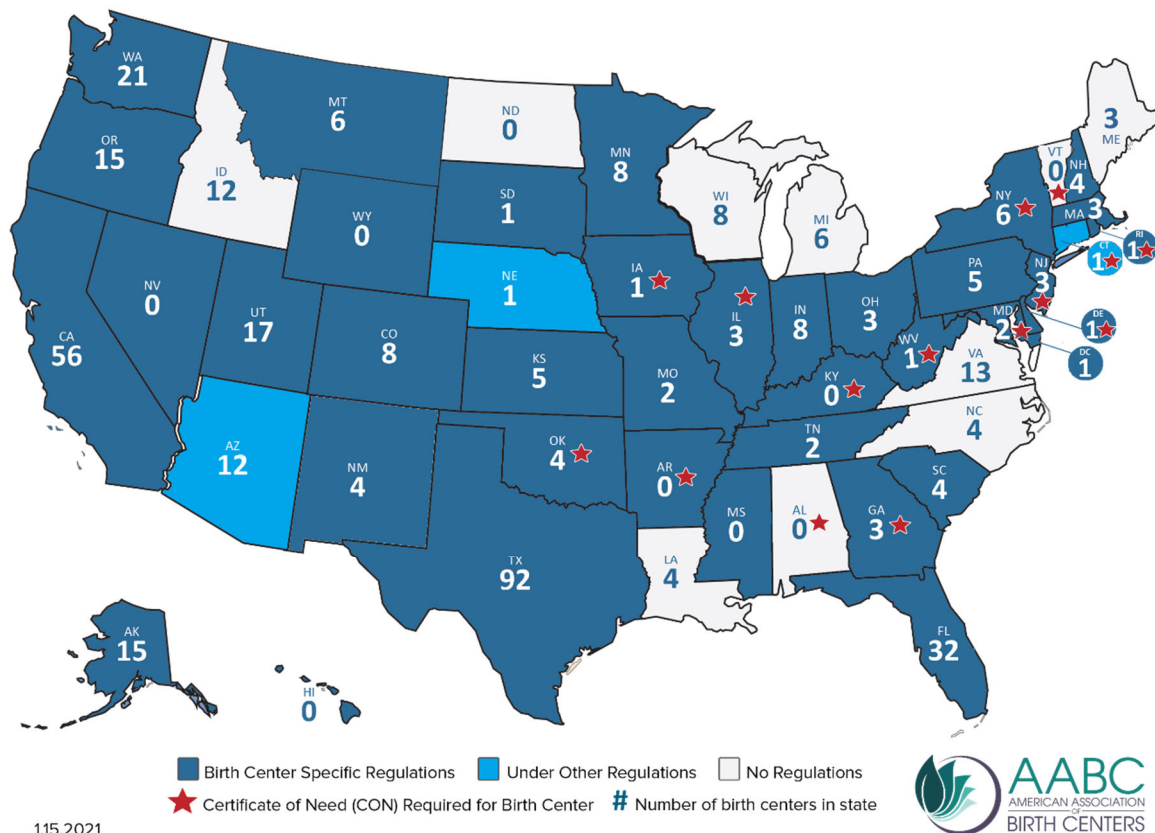 WA
21
MT
6
ND
0
OR
15
ID
12
MN
8
SD
1
WI
8
MI
6
WY
0
NE
1
IA
1
NV
0
UT
17
CO
8
CA
56
KS
5
MO
2
IL
3
IN
8
OH
3
KY
0
WV
1
PA
5
NY
6
VT
0
NH
4
3
ME
MA
3
RI
1
CT
1
NJ
3
DE
1
MD
2
DC
1
VA
13
NC
4
TN
2
SC
4
AZ
12
NM
4
OK
4
AR
0
MS
0
AL
0
GA
3
TX
92
LA
4
FL
32
AK
15
HI
0
Birth Center Specific Regulations
Under Other Regulations
No Regulations
Certificate of Need (CON) Required for Birth Center
# Number of birth centers in state
AABC
AMERICAN ASSOCIATION
OF
BIRTH CENTERS
115.2021